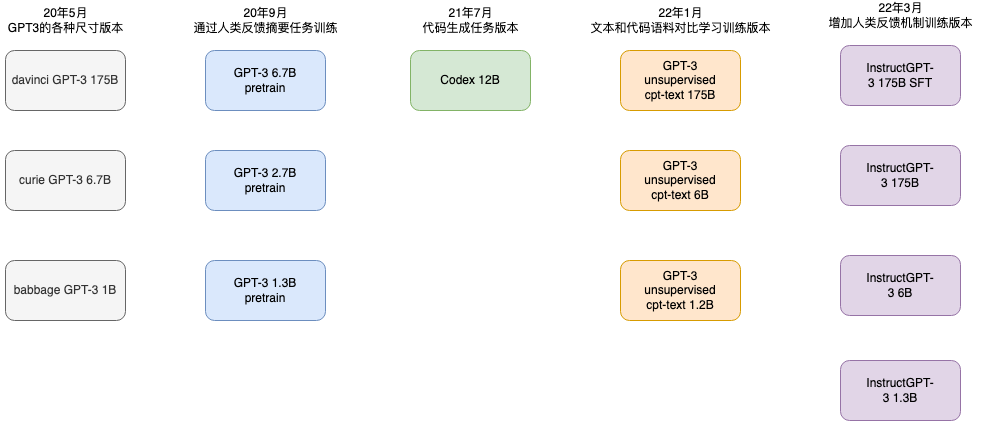 20年5月
GPT3的各种尺寸版本
20年9月
通过人类反馈摘要任务训练
21年7月
代码生成任务版本
22年1月
文本和代码语料对比学习训练版本
22年3月
增加人类反馈机制训练版本
davinci GPT-3 175B
GPT-3 6.7B
pretrain
Codex 12B
GPT-3
unsupervised
cpt-text 175B
InstructGPT-
3 175B SFT
curie GPT-3 6.7B
GPT-3 2.7B
pretrain
GPT-3
unsupervised
cpt-text 6B
InstructGPT-
3 175B
babbage GPT-3 1B
GPT-3 1.3B
pretrain
GPT-3
unsupervised
cpt-text 1.2B
InstructGPT-
3 6B
InstructGPT-
3 1.3B